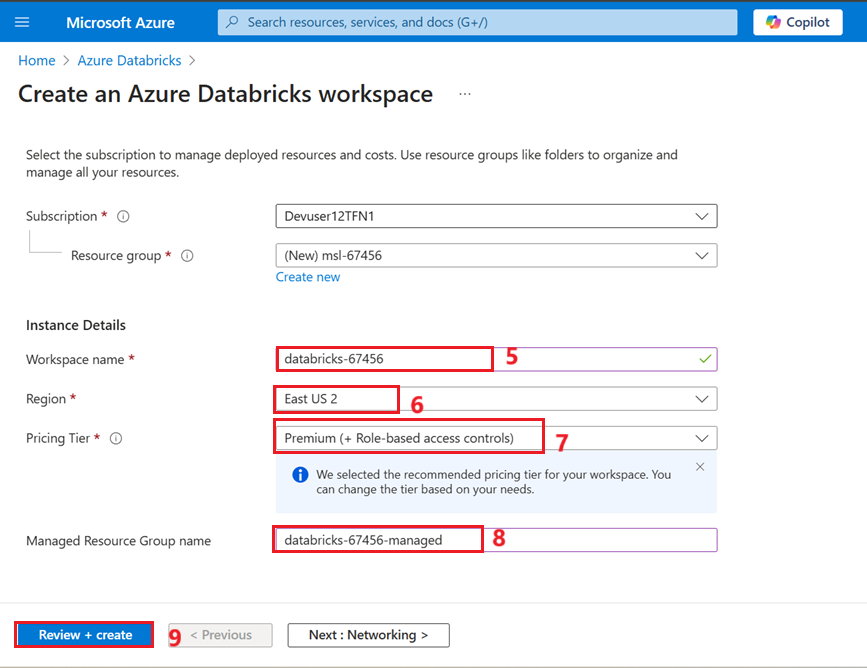 Microsoft Azure
Search resources, services, and docs (G+/)
Copilot
Home > Azure Databricks >
Create an Azure Databricks workspace ...
Select the subscription to manage deployed resources and costs. Use resource groups like folders to organize and
manage all your resources.
Subscription *
Devuser12TFN1
Resource group *
(New) msl-67456
Create new
Instance Details
Workspace name *
databricks-67456
5
Region *
East US 2
6
Pricing Tier *
Premium (+ Role-based access controls)
7
We selected the recommended pricing tier for your workspace. You
can change the tier based on your needs.
Managed Resource Group name
databricks-67456-managed
8
Review + create
9
< Previous
Next : Networking >